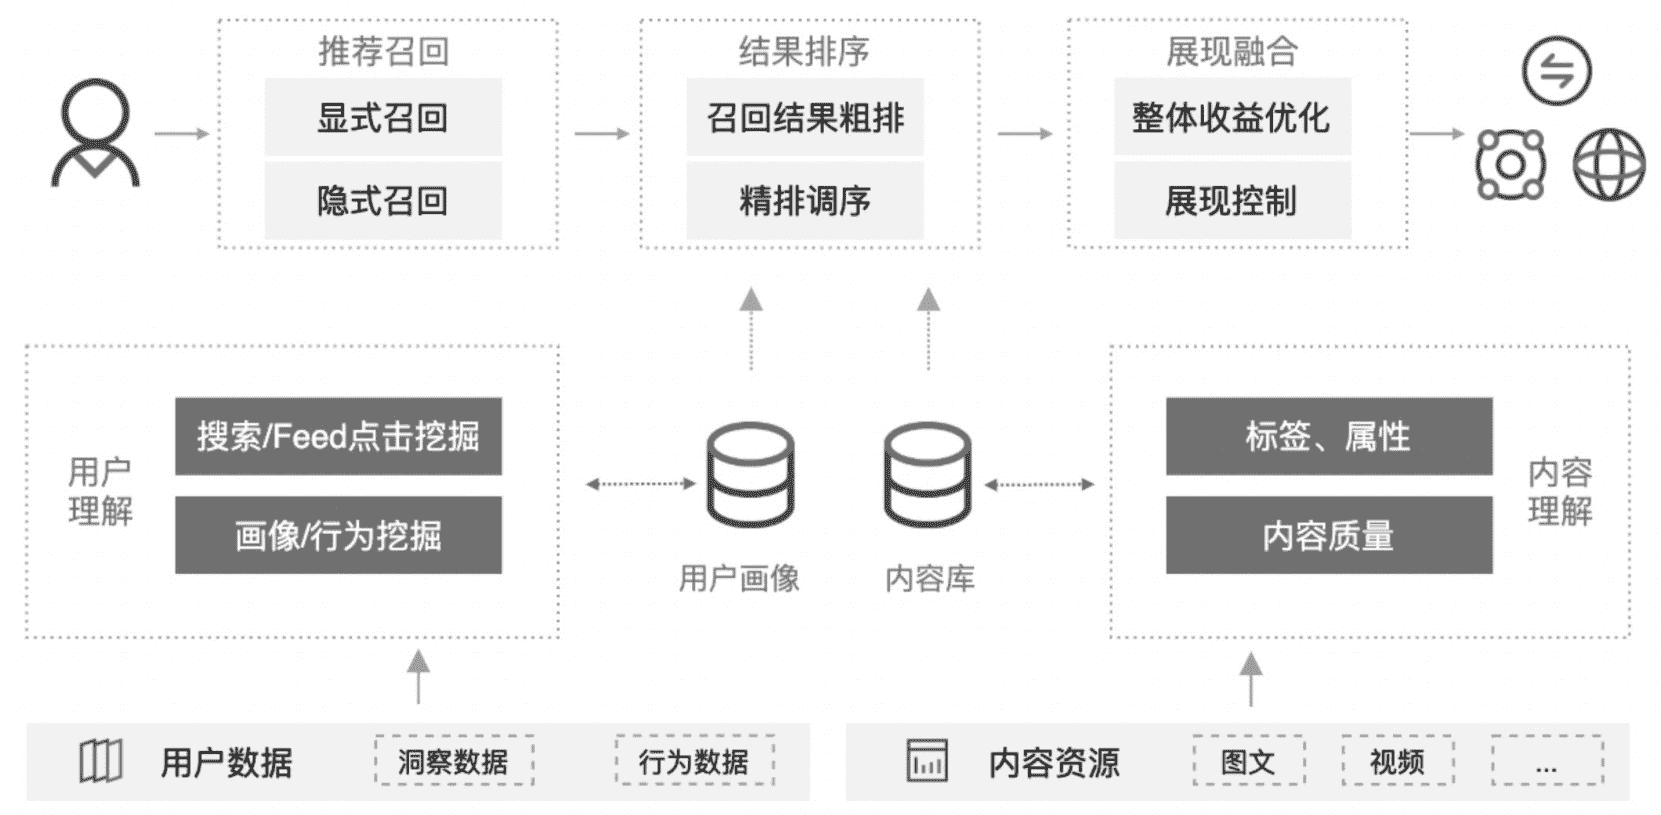 推荐召回
显式召回
隐式召回
结果排序
召回结果粗排
精排调序
展现融合
整体收益优化
展现控制
用户
理解
搜索/Feed点击挖掘
画像/行为挖掘
用户画像
内容库
标签、属性
内容质量
内容
理解
用户数据
洞察数据
行为数据
内容资源
图文
视频
...